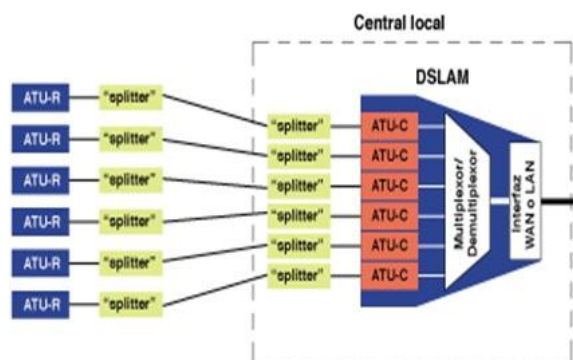 Central local
DSLAM
ATU-R "splitter"
ATU-R "splitter"
ATU-R "splitter"
ATU-R "splitter"
ATU-R "splitter"
ATU-R "splitter"
"splitter" ATU-C
"splitter" ATU-C
"splitter" ATU-C
"splitter" ATU-C
"splitter" ATU-C
"splitter" ATU-C
Multiplexor/
Demultiplexor
Interfaz
WAN o LAN